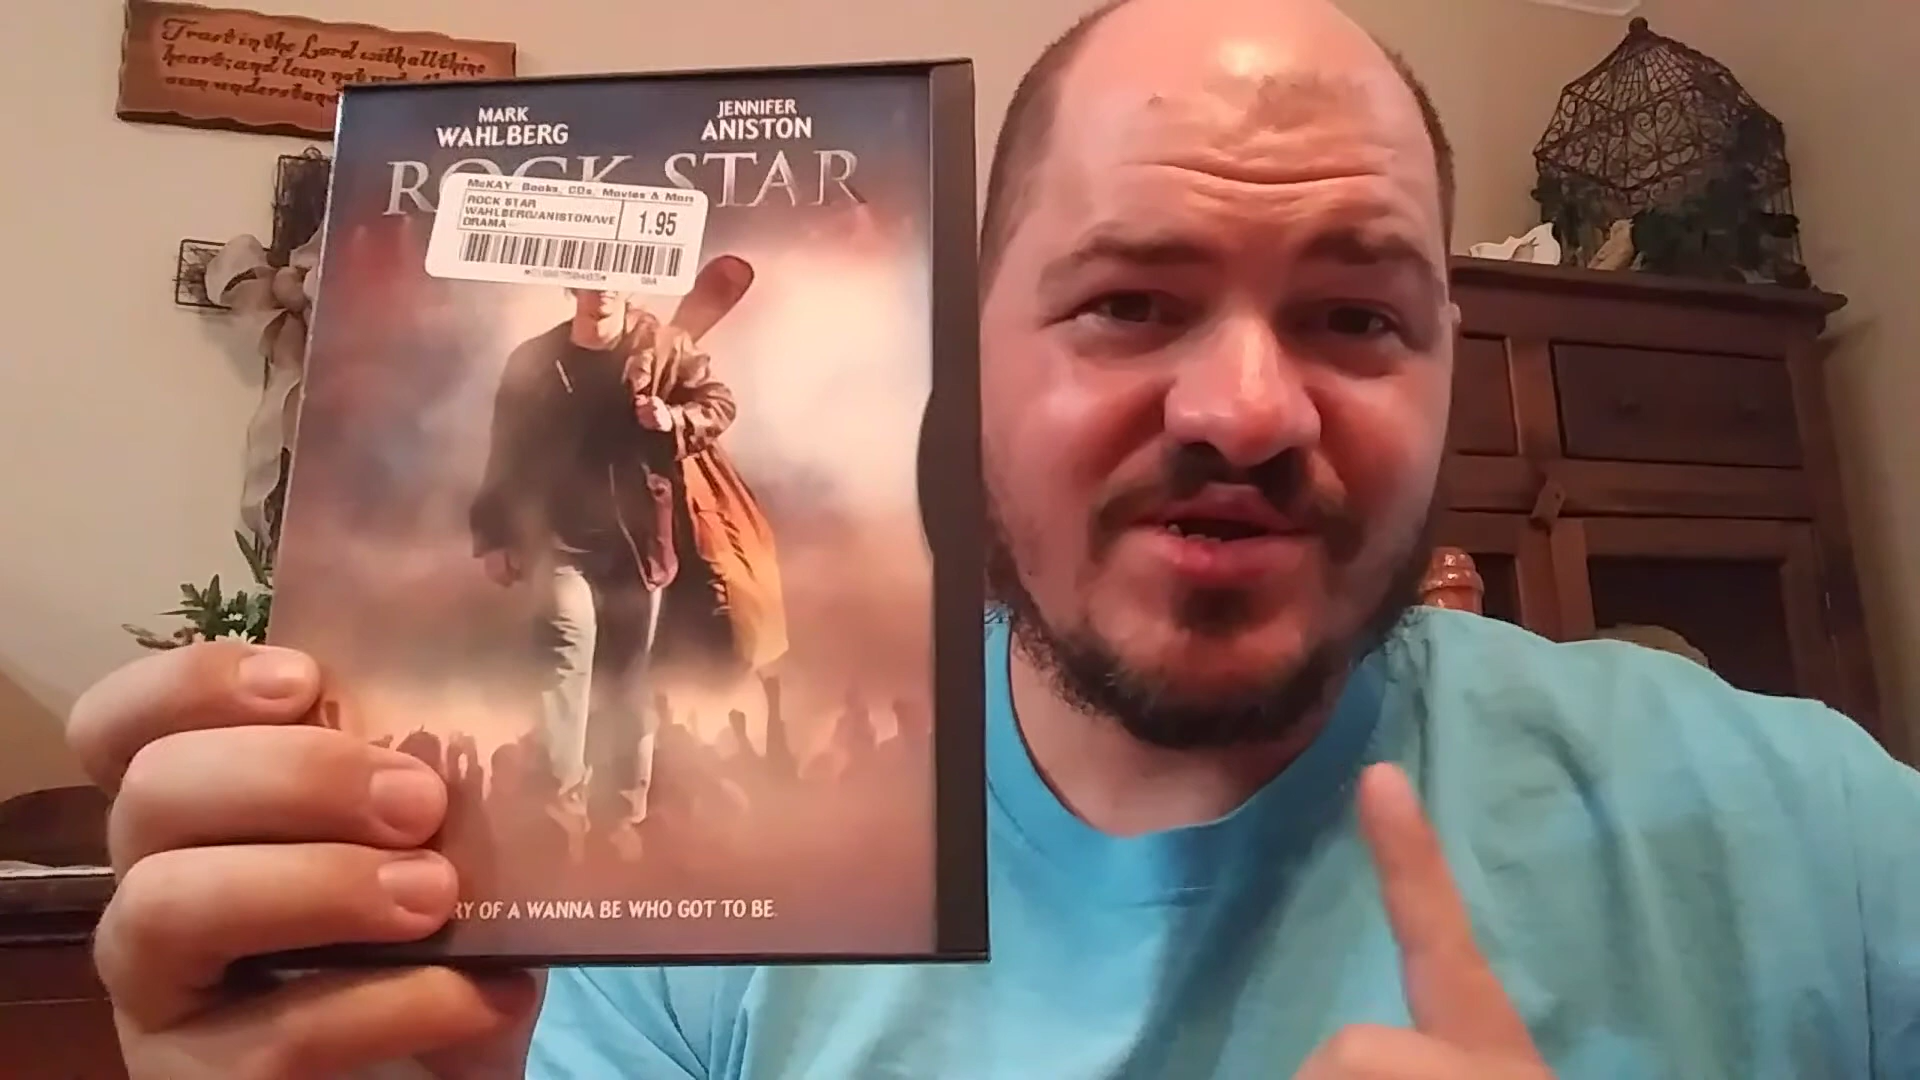 Trust in the Lord with all thine
heart; and lean not
own understand
MARK
WAHLBERG
JENNIFER
ANISTON
ROCK STAR
McKAY Books, CDs, Movies & More
ROCK STAR
WAHLBERG/ANISTON/WE
DRAMA
1.95
RY OF A WANNA BE WHO GOT TO BE.